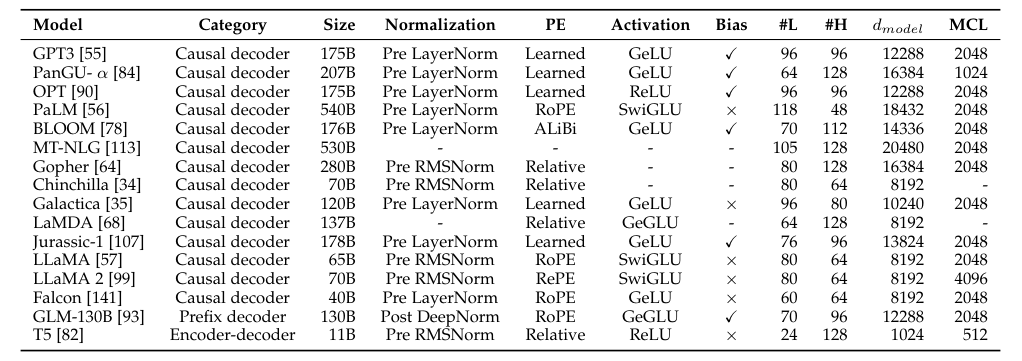 Model Category Size Normalization PE Activation Bias #L #H d_model MCL
GPT3 [55] Causal decoder 175B Pre LayerNorm Learned GeLU ✓ 96 96 12288 2048
PanGU- α [84] Causal decoder 207B Pre LayerNorm Learned GeLU ✓ 64 128 16384 1024
OPT [90] Causal decoder 175B Pre LayerNorm Learned ReLU ✓ 96 96 12288 2048
PaLM [56] Causal decoder 540B Pre LayerNorm RoPE SwiGLU × 118 48 18432 2048
BLOOM [78] Causal decoder 176B Pre LayerNorm ALiBi GeLU ✓ 70 112 14336 2048
MT-NLG [113] Causal decoder 530B - - - - 105 128 20480 2048
Gopher [64] Causal decoder 280B Pre RMSNorm Relative - - 80 128 16384 2048
Chinchilla [34] Causal decoder 70B Pre RMSNorm Relative - - 80 64 8192 -
Galactica [35] Causal decoder 120B Pre LayerNorm Learned GeLU × 96 80 10240 2048
LaMDA [68] Causal decoder 137B - Relative GeGLU - 64 128 8192 -
Jurassic-1 [107] Causal decoder 178B Pre LayerNorm Learned GeLU ✓ 76 96 13824 2048
LLaMA [57] Causal decoder 65B Pre RMSNorm RoPE SwiGLU × 80 64 8192 2048
LLaMA 2 [99] Causal decoder 70B Pre RMSNorm RePE SwiGLU × 80 64 8192 4096
Falcon [141] Causal decoder 40B Pre LayerNorm RoPE GeLU × 60 64 8192 2048
GLM-130B [93] Prefix decoder 130B Post DeepNorm RoPE GeGLU ✓ 70 96 12288 2048
T5 [82] Encoder-decoder 11B Pre RMSNorm Relative ReLU × 24 128 1024 512